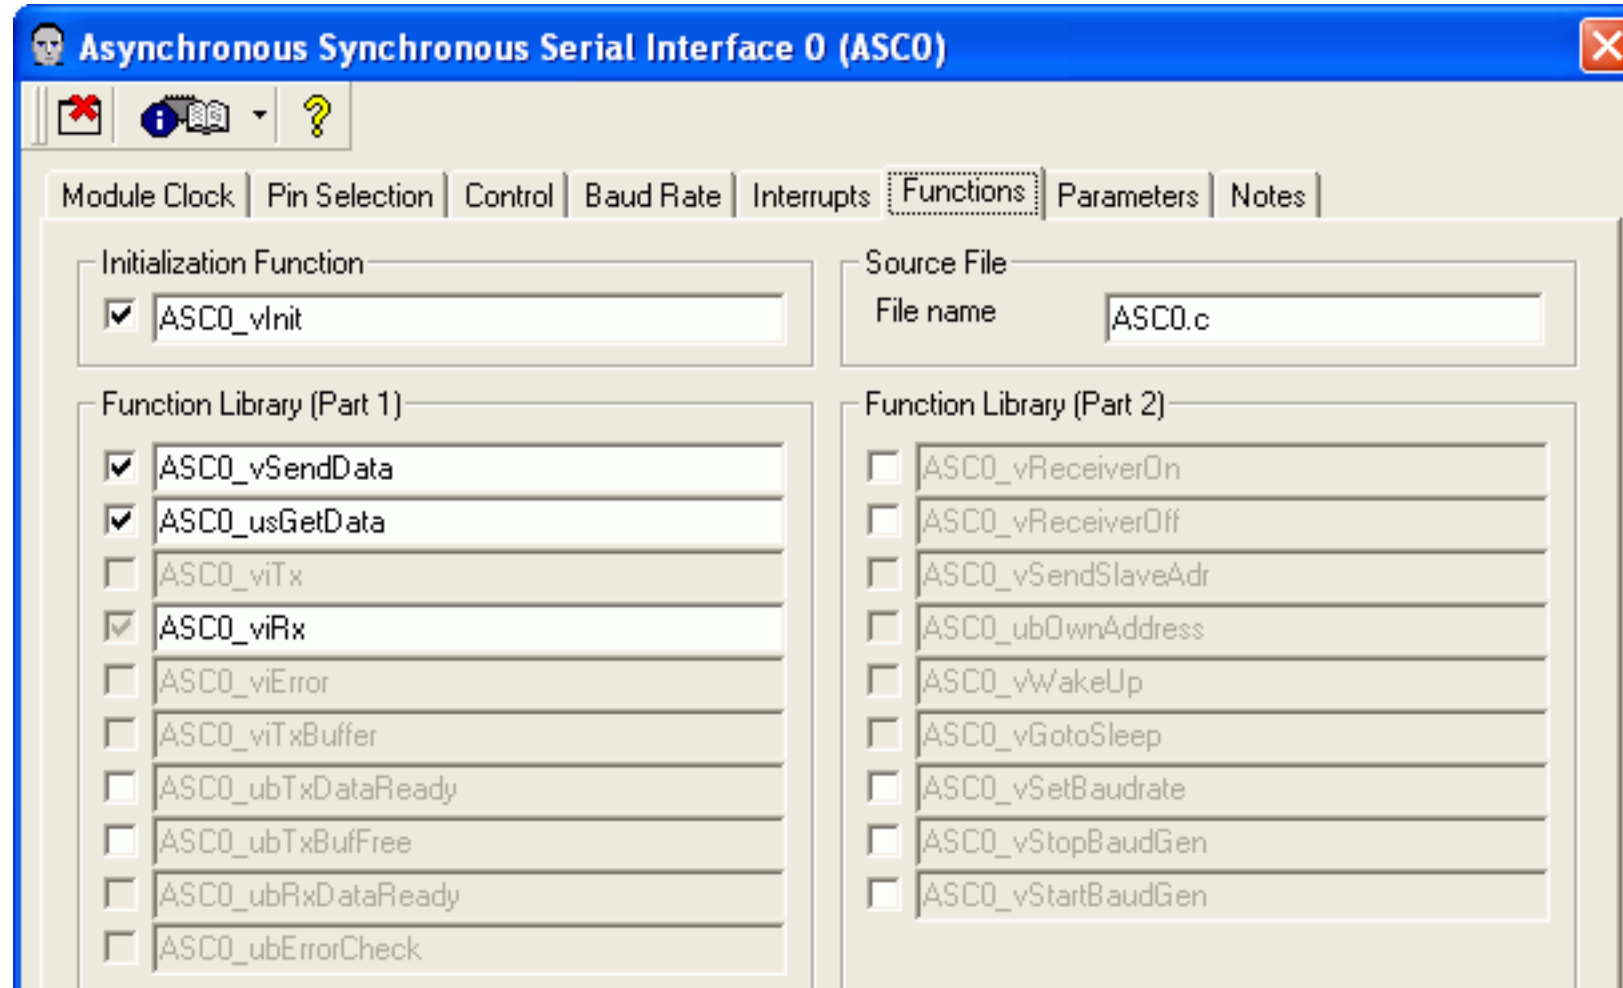 Asynchronous Synchronous Serial Interface 0 (ASC0)
Module Clock Pin Selection Control Baud Rate Interrupts Functions Parameters Notes
Initialization Function
ASC0_vInit
Source File
File name ASC0.c
Function Library (Part 1)
ASC0_vSendData
ASC0_usGetData
ASC0_viTx
ASC0_viRx
ASC0_viError
ASC0_viTxBuffer
ASC0_ubTxDataReady
ASC0_ubTxBufFree
ASC0_ubRxDataReady
ASC0_ubErrorCheck
Function Library (Part 2)
ASC0_vReceiverOn
ASC0_vReceiverOff
ASC0_vSendSlaveAdr
ASC0_ubOwnAddress
ASC0_vWakeUp
ASC0_vGotoSleep
ASC0_vSetBaudrate
ASC0_vStopBaudGen
ASC0_vStartBaudGen